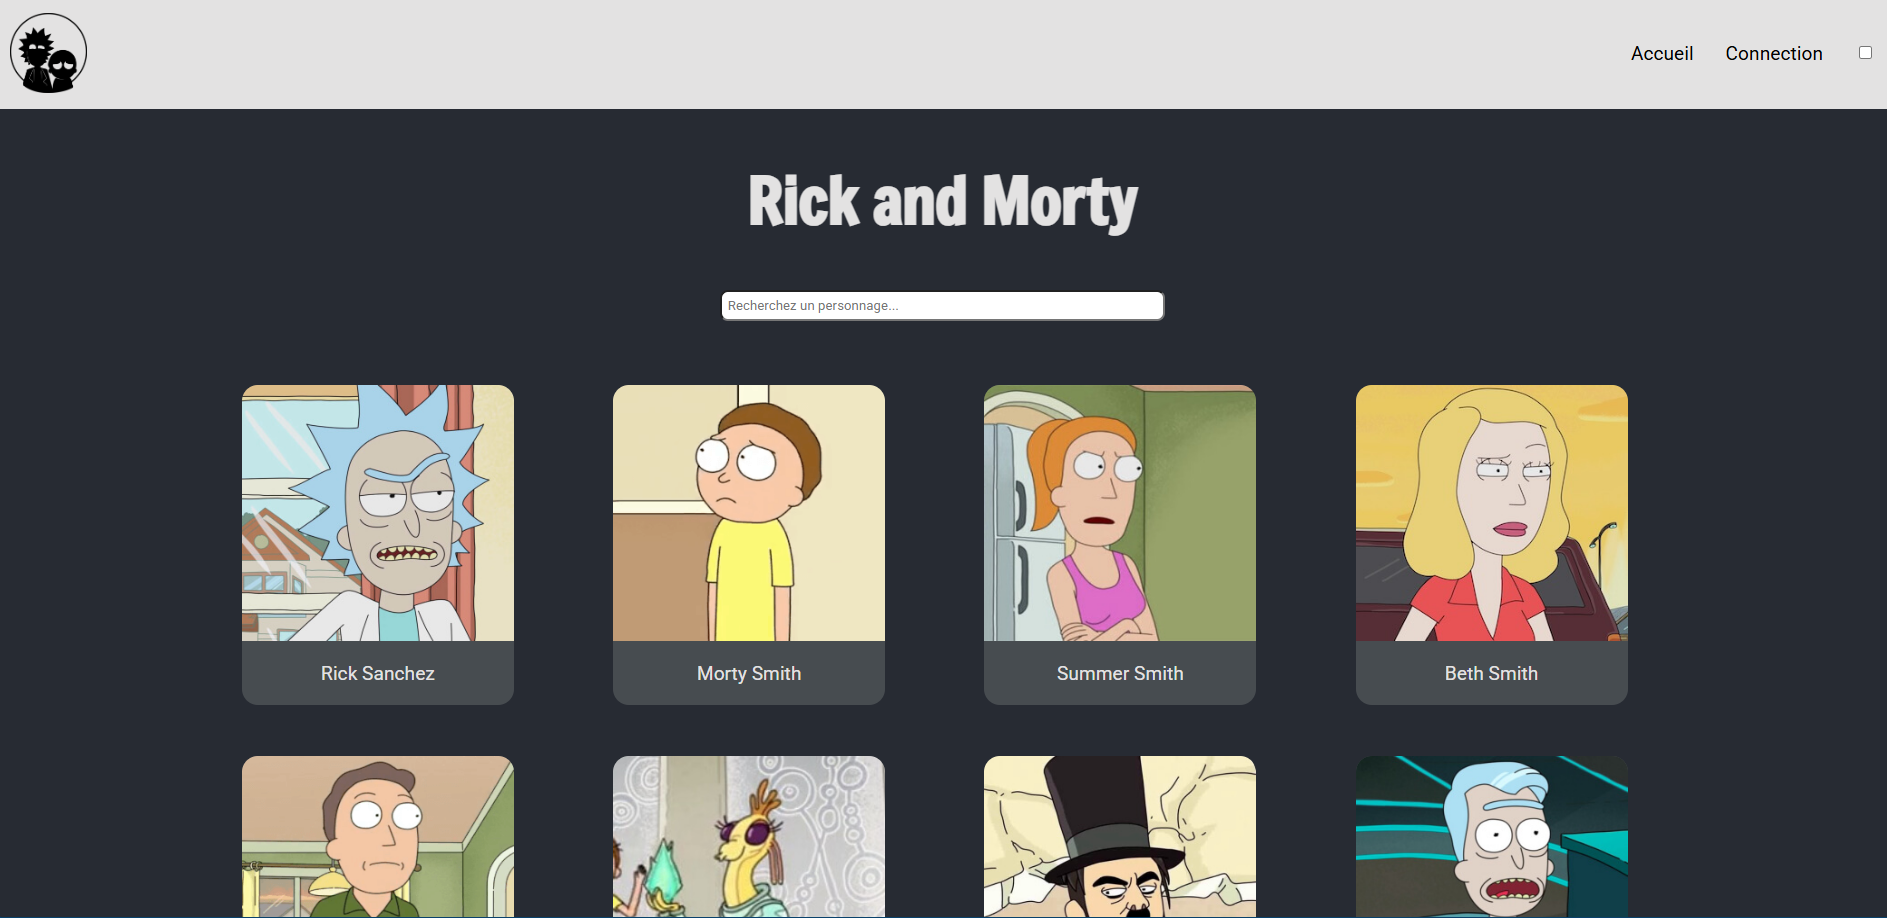 Accueil
Connection
Rick and Morty
Recherchez un personnage...
Rick Sanchez
Morty Smith
Summer Smith
Beth Smith